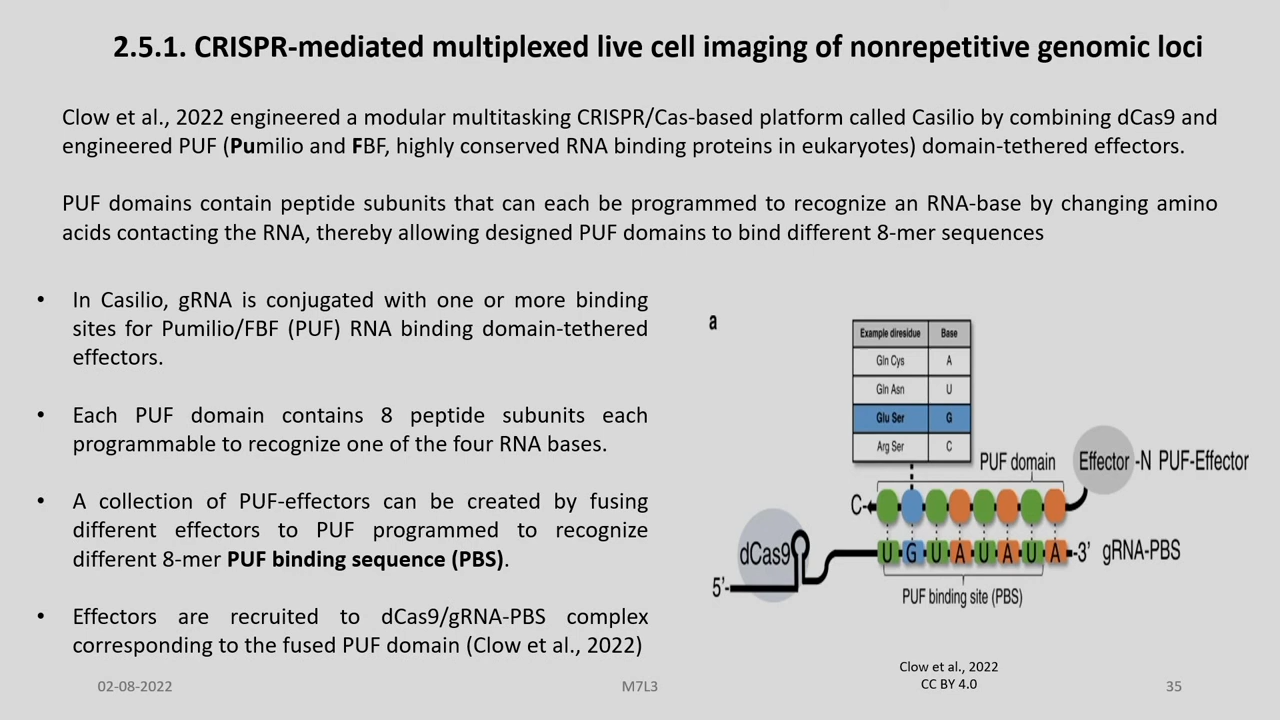 2.5.1. CRISPR-mediated multiplexed live cell imaging of nonrepetitive genomic loci
Clow et al., 2022 engineered a modular multitasking CRISPR/Cas-based platform called Casilio by combining dCas9 and
engineered PUF (Pumilio and FBF, highly conserved RNA binding proteins in eukaryotes) domain-tethered effectors.
PUF domains contain peptide subunits that can each be programmed to recognize an RNA-base by changing amino
acids contacting the RNA, thereby allowing designed PUF domains to bind different 8-mer sequences
• In Casilio, gRNA is conjugated with one or more binding
sites for Pumilio/FBF (PUF) RNA binding domain-tethered
effectors.
• Each PUF domain contains 8 peptide subunits each
programmable to recognize one of the four RNA bases.
• A collection of PUF-effectors can be created by fusing
different effectors to PUF programmed to recognize
different 8-mer PUF binding sequence (PBS).
• Effectors are recruited to dCas9/gRNA-PBS complex
corresponding to the fused PUF domain (Clow et al., 2022)
a
Example diresidue Base
Gln Cys A
Gln Asn U
Glu Ser G
Arg Ser C
PUF domain
Effector -N PUF-Effector
C-
dCas9
U G U A U A U A -3' gRNA-PBS
5'-
PUF binding site (PBS)
Clow et al., 2022
CC BY 4.0
02-08-2022
M7L3
35